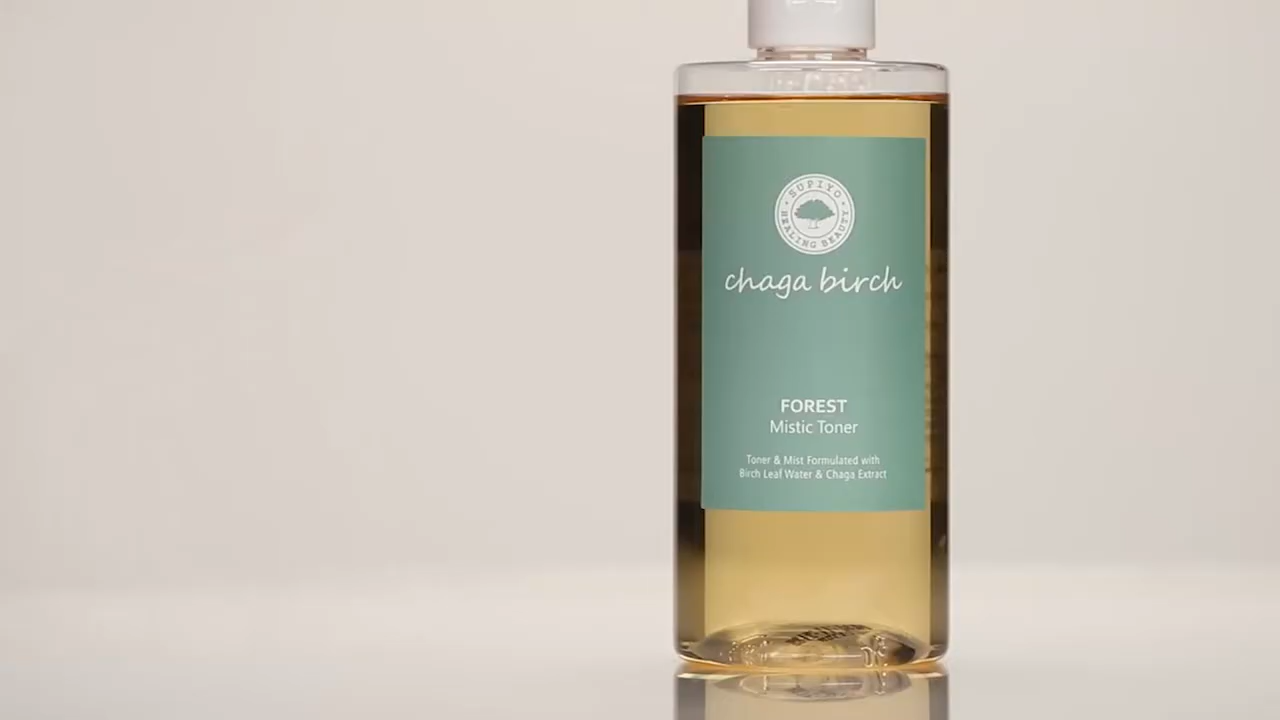 SUPIYO
HEALING BEAUTY
chaga birch
FOREST
Mistic Toner
Toner & Mist Formulated with
Birch Leaf Water & Chaga Extract